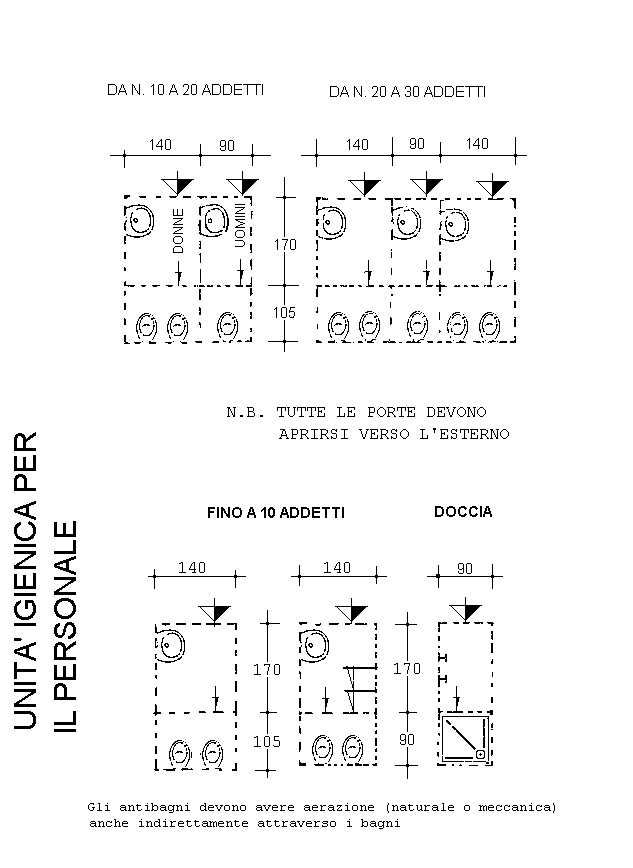 DA N. 10 A 20 ADDETTI
DA N. 20 A 30 ADDETTI
140
90
140
90
140
DONNE
UOMINI
170
105
N.B. TUTTE LE PORTE DEVONO
APRIRSI VERSO L'ESTERNO
UNITA' IGIENICA PER
IL PERSONALE
FINO A 10 ADDETTI
DOCCIA
140
140
90
170
105
170
90
Gli antibagni devono avere aerazione (naturale o meccanica)
anche indirettamente attraverso i bagni